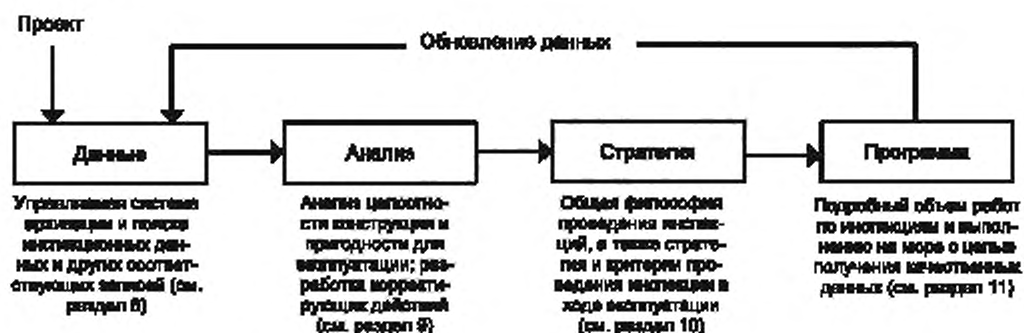 Проект
Обновление данных
Данные
Анализ
Стратегия
Программа
Управляемая система
архивации и поиска
инспекционных дан-
ных и других соответ-
ствующих записей (см.
раздел 8)
Анализ целостно-
сти конструкции и
пригодности для
эксплуатации; раз-
работка корректи-
рующих действий
(см. раздел 9)
Общая философия
проведения инспек-
ций, а также страте-
гия и критерии про-
ведения инспекции в
ходе эксплуатации
(см. раздел 10)
Подробный объем работ
по инспекциям и выпол-
нению на море с целью
получения качественных
данных (см. раздел 11)